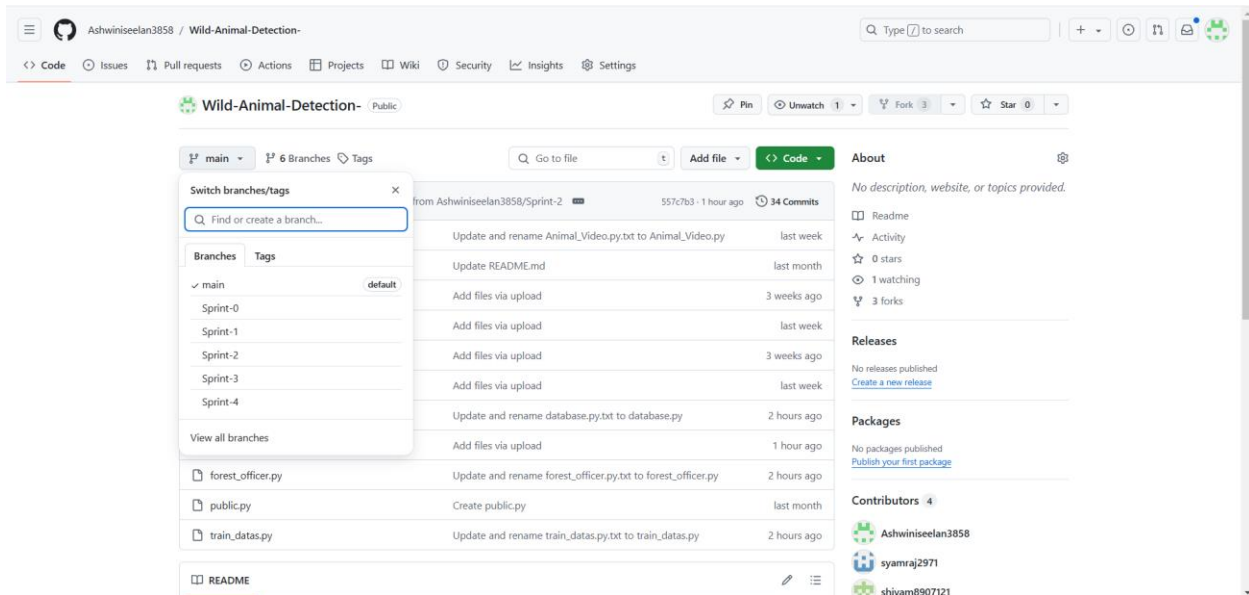 Ashwiniseelan3858 / Wild-Animal-Detection-
Type / to search
Code Issues Pull requests Actions Projects Wiki Security Insights Settings
Wild-Animal-Detection- Public
Pin Unwatch 1 Fork 3 Star 0
main 6 Branches Tags
Go to file t Add file Code
Switch branches/tags
Find or create a branch...
Branches Tags
main default
Sprint-0
Sprint-1
Sprint-2
Sprint-3
Sprint-4
View all branches
from Ashwiniseelan3858/Sprint-2 557c7b3 · 1 hour ago 34 Commits
Update and rename Animal_Video.py.txt to Animal_Video.py last week
Update README.md last month
Add files via upload 3 weeks ago
Add files via upload last week
Add files via upload 3 weeks ago
Add files via upload last week
Update and rename database.py.txt to database.py 2 hours ago
Add files via upload 1 hour ago
forest_officer.py Update and rename forest_officer.py.txt to forest_officer.py 2 hours ago
public.py Create public.py last month
train_datas.py Update and rename train_datas.py.txt to train_datas.py 2 hours ago
README
About
No description, website, or topics provided.
Readme
Activity
0 stars
1 watching
3 forks
Releases
No releases published
Create a new release
Packages
No packages published
Publish your first package
Contributors 4
Ashwiniseelan3858
syamraj2971
shivam8907121